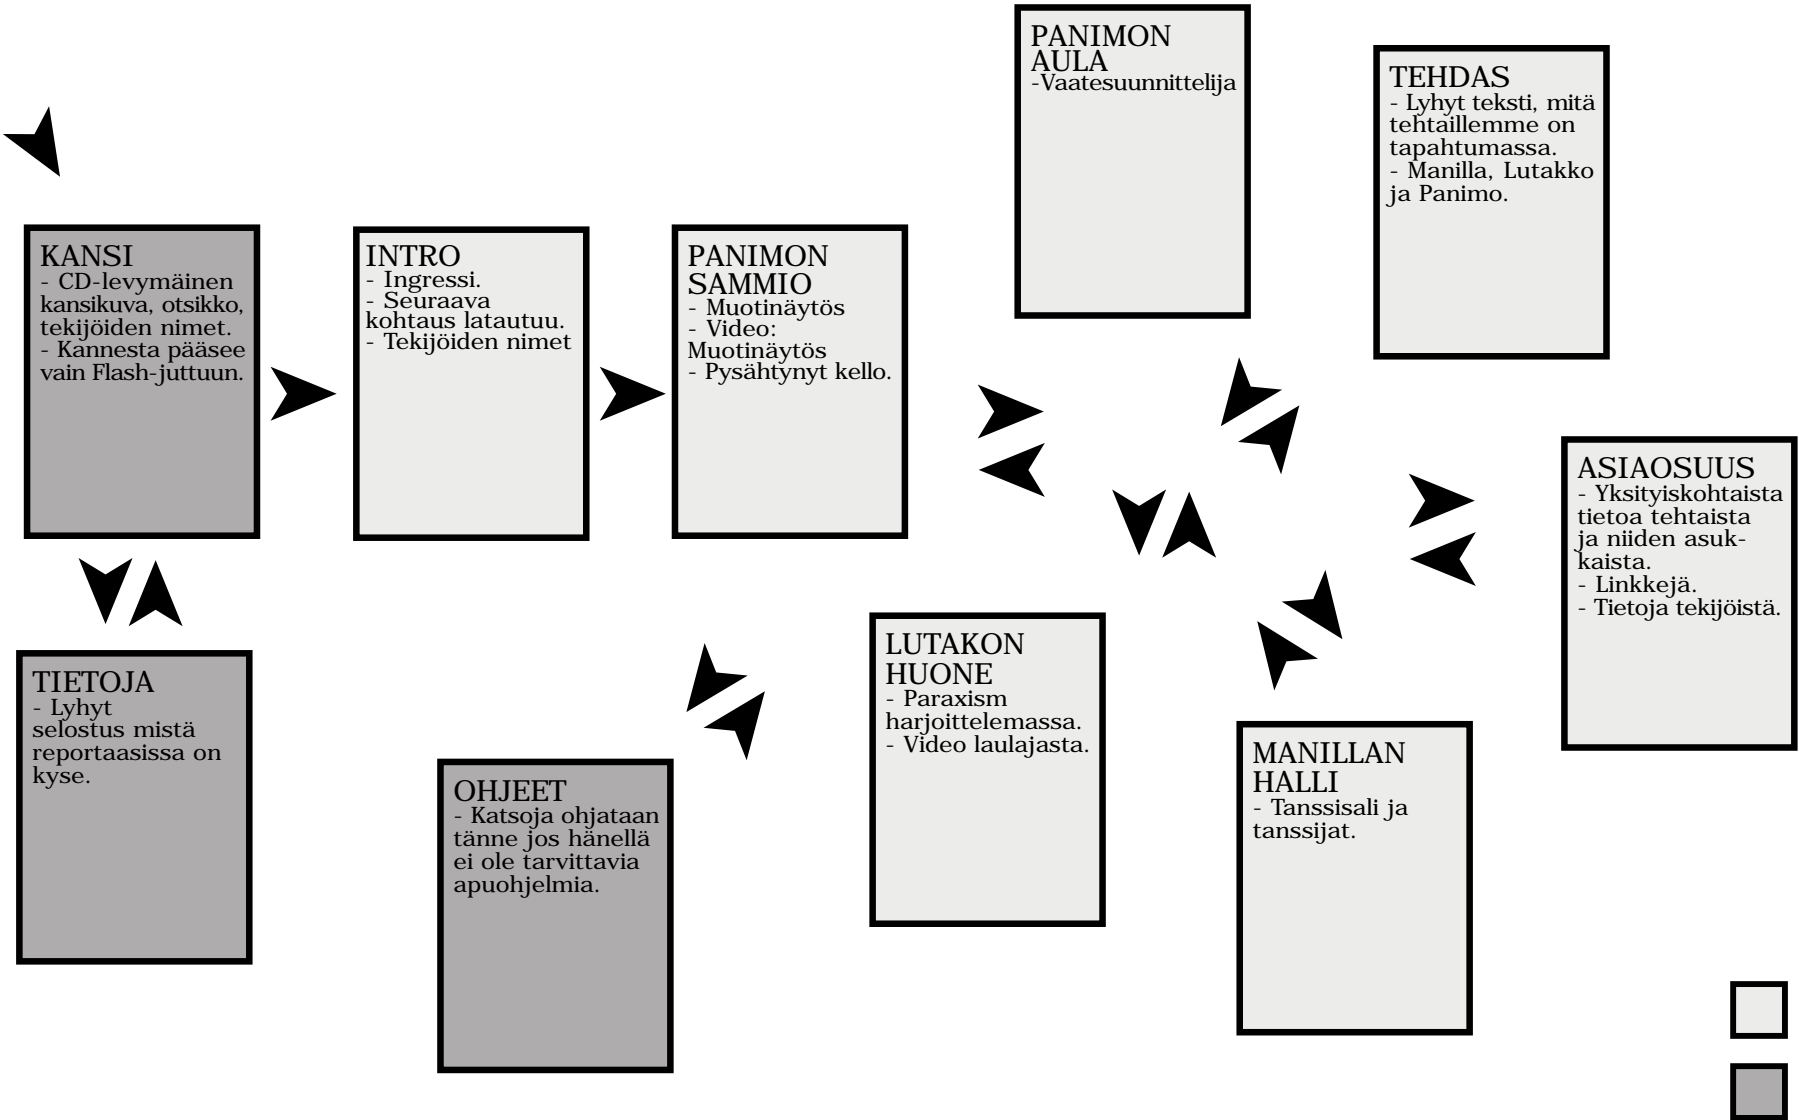 PANIMON
AULA
-Vaatesuunnittelija
TEHDAS
- Lyhyt teksti, mitä
tehtaillemme on
tapahtumassa.
- Manilla, Lutakko
ja Panimo.
KANSI
- CD-levymäinen
kansikuva, otsikko,
tekijöiden nimet.
- Kannesta pääsee
vain Flash-juttuun.
INTRO
- Ingressi.
- Seuraava
kohtaus latautuu.
- Tekijöiden nimet
PANIMON
SAMMIO
- Muotinäytös
- Video:
Muotinäytös
- Pysähtynyt kello.
ASIAOSUUS
- Yksityiskohtaista
tietoa tehtaista
ja niiden asuk-
kaista.
- Linkkejä.
- Tietoja tekijöistä.
TIETOJA
- Lyhyt
selostus mistä
reportaasissa on
kyse.
LUTAKON
HUONE
- Paraxism
harjoittelemassa.
- Video laulajasta.
MANILLAN
HALLI
- Tanssisali ja
tanssijat.
OHJEET
- Katsoja ohjataan
tänne jos hänellä
ei ole tarvittavia
apuohjelmia.